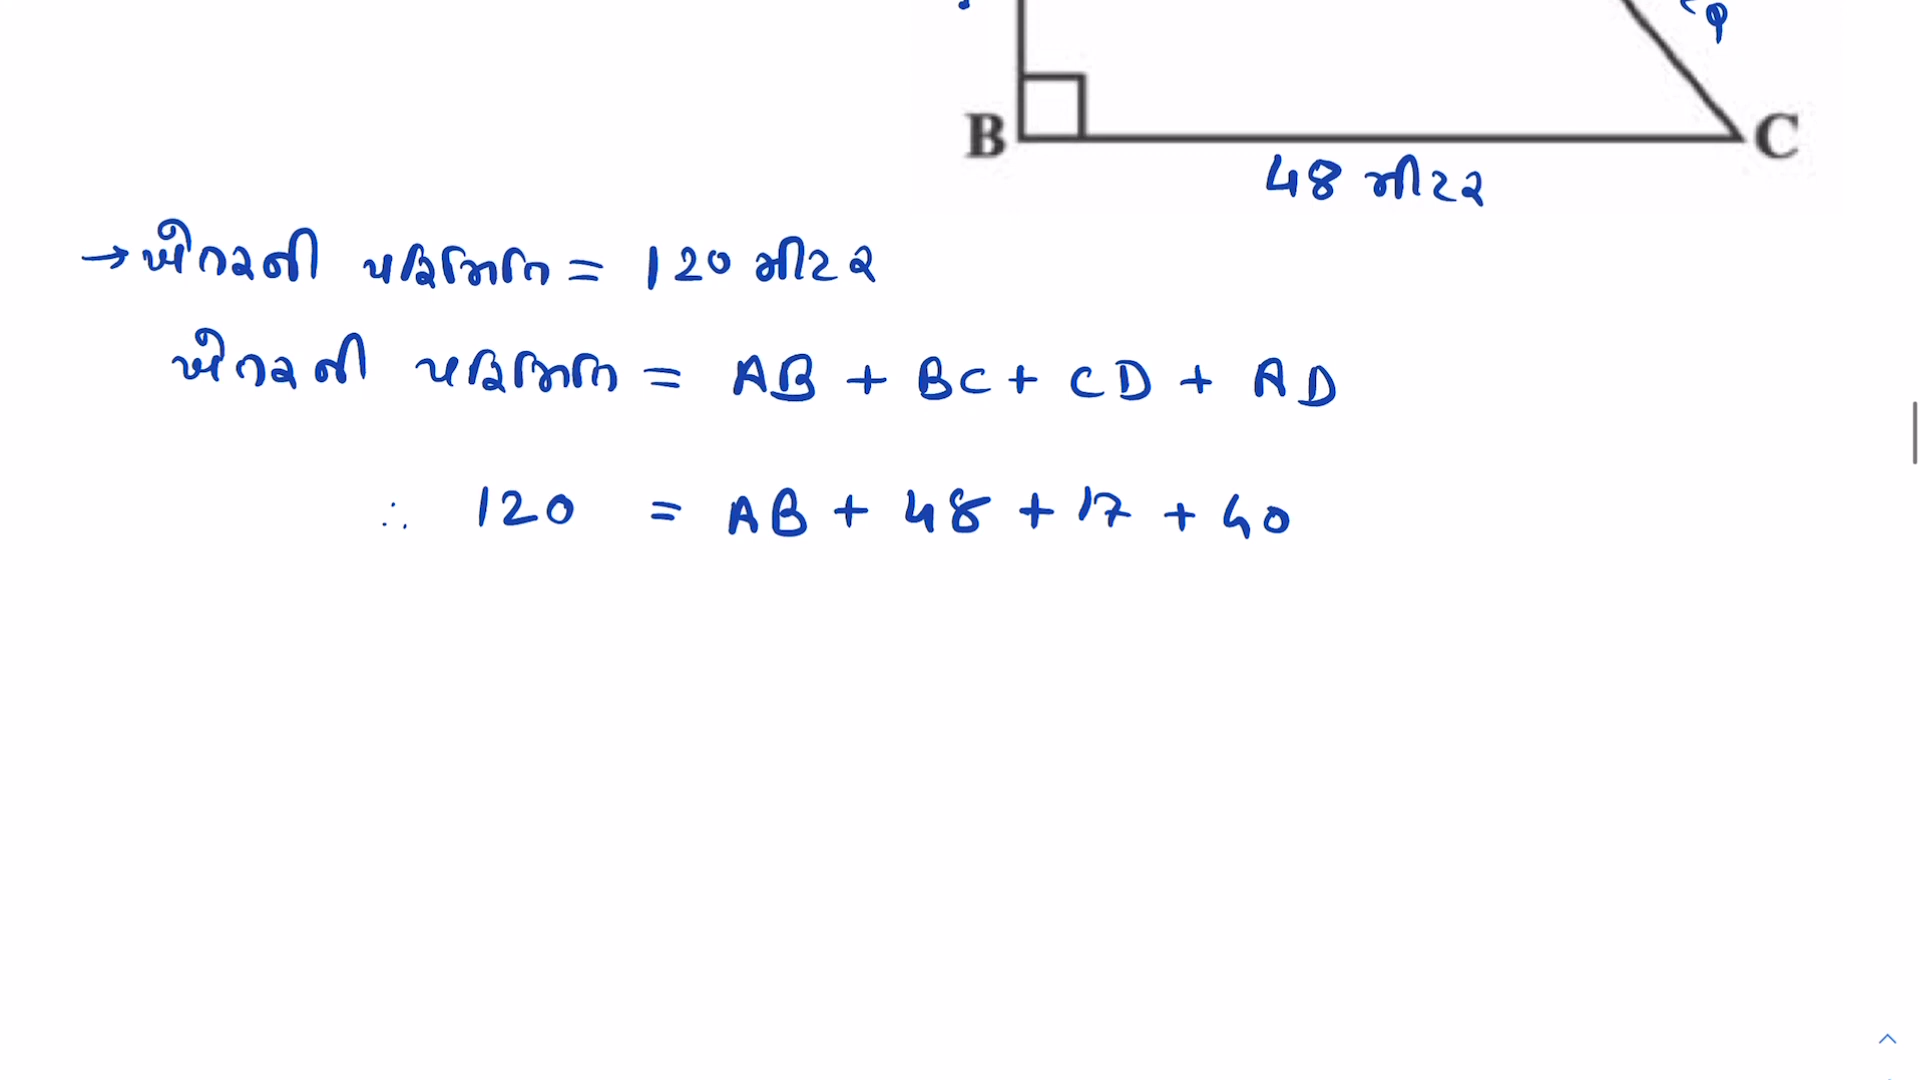 B C
48 મીટર
→ ખેતરની પરિમિતિ = 120 મીટર
ખેતરની પરિમિતિ = AB + BC + CD + AD
∴ 120 = AB + 48 + 17 + 40